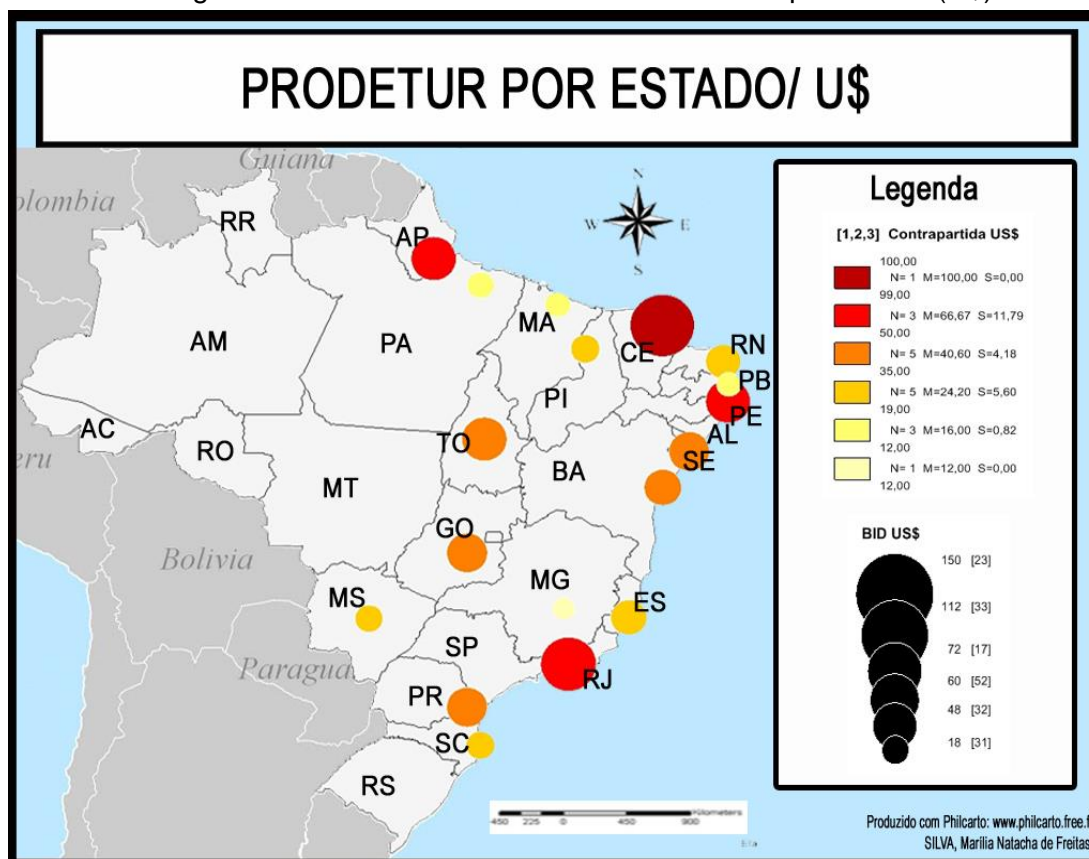 PRODETUR POR ESTADO/ U$
Guiana
olombia
RR
AP
AM
PA
MA
CE
RN
PB
PE
PI
AL
SE
AC
RO
TO
BA
MT
eru
GO
Bolivia
MG
MS
ES
SP
Paragua
RJ
PR
SC
RS
N
W E
S
Legenda
[1,2,3] Contrapartida US$
100,00
N= 1 M=100,00 S=0,00
99,00
N= 3 M=66,67 S=11,79
50,00
N= 5 M=40,60 S=4,18
35,00
N= 5 M=24,20 S=5,60
19,00
N= 3 M=16,00 S=0,82
12,00
N= 1 M=12,00 S=0,00
12,00
BID US$
150 [23]
112 [33]
72 [17]
60 [52]
48 [32]
18 [31]
Kilometers
450 225 0 450 900
Produzido com Philcarto: www.philcarto.free.f
SILVA, Marilia Natacha de Freitas